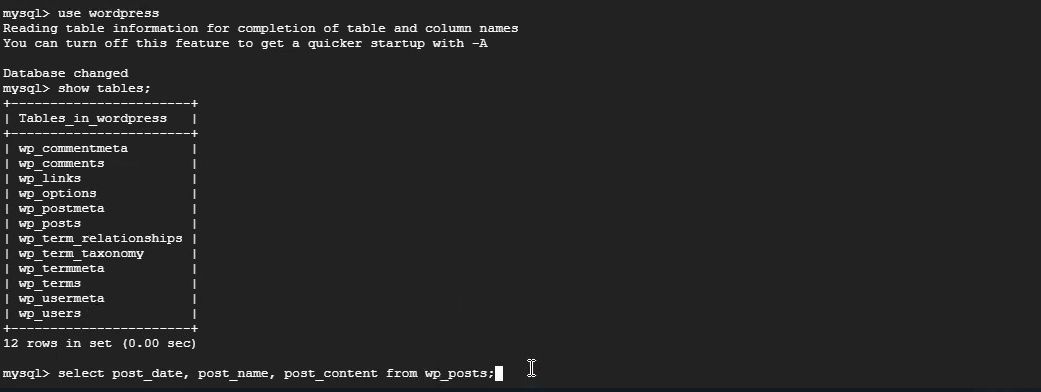 mysql> use wordpress
Reading table information for completion of table and column names
You can turn off this feature to get a quicker startup with -A
Database changed
mysql> show tables;
+-----------------------+
| Tables_in_wordpress   |
+-----------------------+
| wp_commentmeta        |
| wp_comments           |
| wp_links              |
| wp_options            |
| wp_postmeta           |
| wp_posts              |
| wp_term_relationships |
| wp_term_taxonomy      |
| wp_termmeta           |
| wp_terms              |
| wp_usermeta           |
| wp_users              |
+-----------------------+
12 rows in set (0.00 sec)
mysql> select post_date, post_name, post_content from wp_posts;